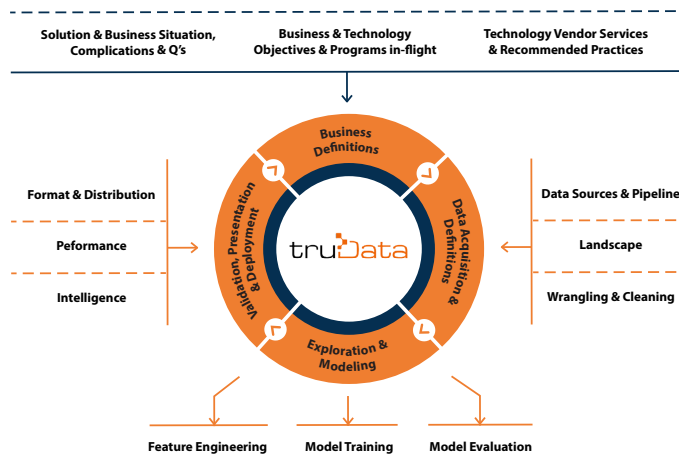 Solution & Business Situation,
Complications & Q's
Business & Technology
Objectives & Programs in-flight
Technology Vendor Services
& Recommended Practices
Business
Definitions
Data Acquisition &
Definitions
Exploration &
Modeling
Validation, Presentation
& Deployment
truData
Format & Distribution
Peformance
Intelligence
Data Sources & Pipeline
Landscape
Wrangling & Cleaning
Feature Engineering
Model Training
Model Evaluation